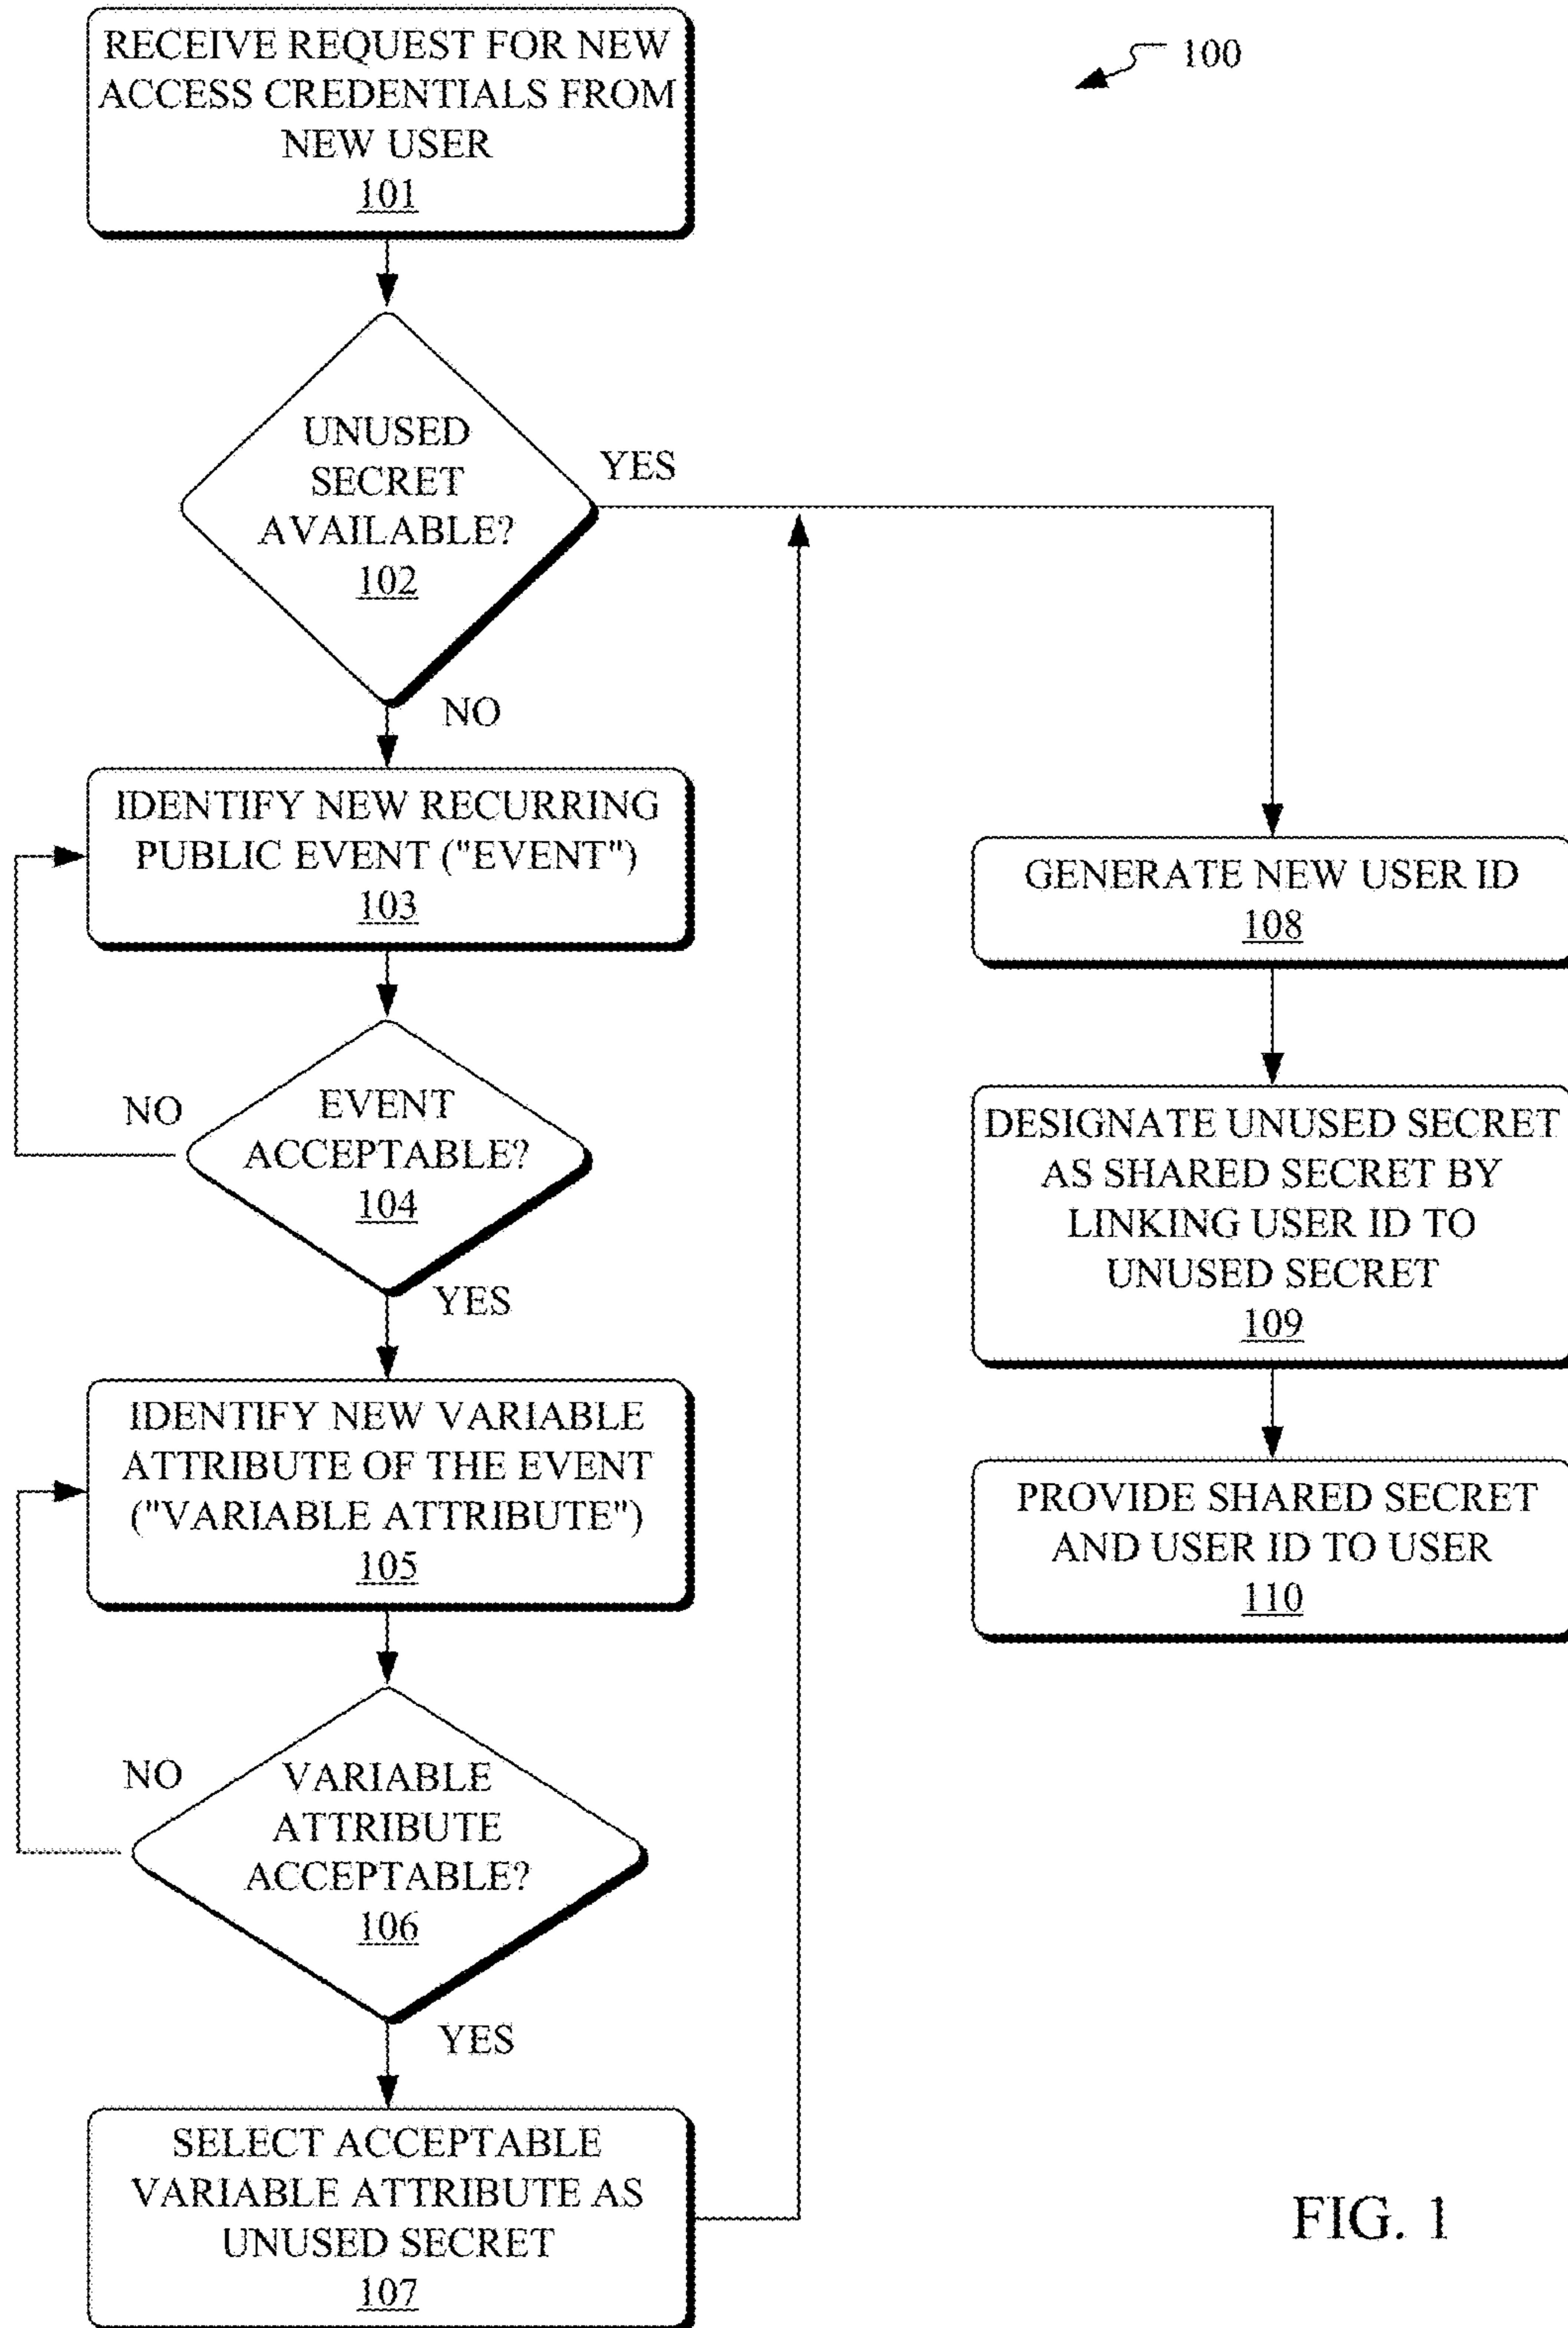 RECEIVE REQUEST FOR NEW
ACCESS CREDENTIALS FROM
NEW USER
101
100
UNUSED
SECRET
AVAILABLE?
102
YES
NO
IDENTIFY NEW RECURRING
PUBLIC EVENT ("EVENT")
103
EVENT
ACCEPTABLE?
104
NO
YES
IDENTIFY NEW VARIABLE
ATTRIBUTE OF THE EVENT
("VARIABLE ATTRIBUTE")
105
VARIABLE
ATTRIBUTE
ACCEPTABLE?
106
NO
YES
SELECT ACCEPTABLE
VARIABLE ATTRIBUTE AS
UNUSED SECRET
107
GENERATE NEW USER ID
108
DESIGNATE UNUSED SECRET
AS SHARED SECRET BY
LINKING USER ID TO
UNUSED SECRET
109
PROVIDE SHARED SECRET
AND USER ID TO USER
110
FIG. 1